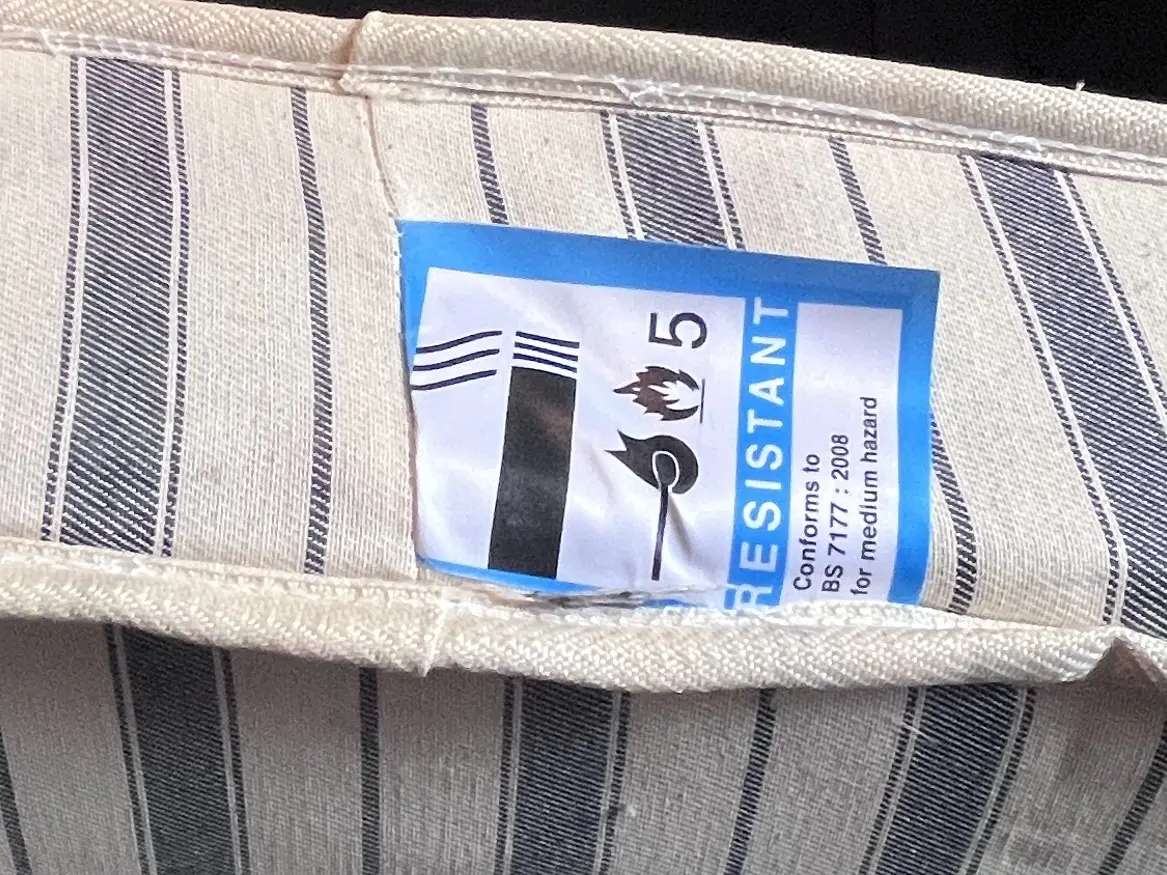 5
RESISTANT
Conforms to
BS 7177 : 2008
for medium hazard